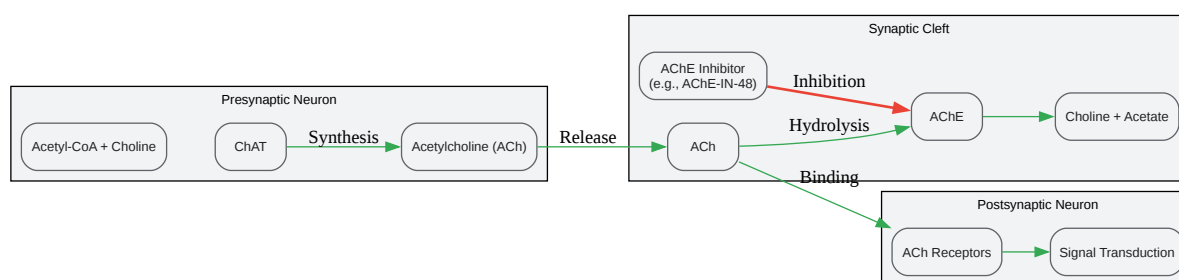 Synaptic Cleft
AChE Inhibitor
(e.g., AChE-IN-48)
Inhibition
Presynaptic Neuron
AChE
Choline + Acetate
Hydrolysis
Acetyl-CoA + Choline
ChAT
Synthesis
Acetylcholine (ACh)
Release
ACh
Binding
Postsynaptic Neuron
ACh Receptors
Signal Transduction